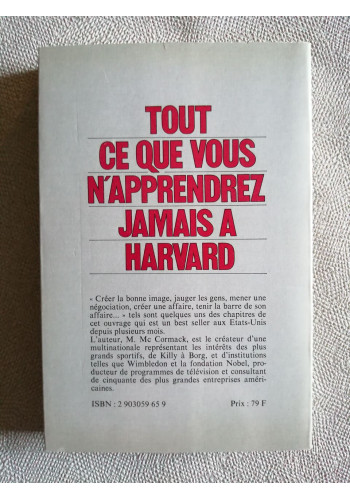 TOUT
CE QUE VOUS
N'APPRENDREZ
JAMAIS A
HARVARD
« Créer la bonne image, jauger les gens, mener une
négociation, créer une affaire, tenir la barre de son
affaire... » tels sont quelques uns des chapitres de
cet ouvrage qui est un best seller aux Etats-Unis
depuis plusieurs mois.
L'auteur, M. Mc Cormack, est le créateur d'une
multinationale représentant les intérêts des plus
grands sportifs, de Killy à Borg, et d'institutions
telles que Wimbledon et la fondation Nobel, pro-
ducteur de programmes de télévision et consultant
de cinquante des plus grandes entreprises améri-
caines.
ISBN : 2 903059 65 9 Prix : 79 F